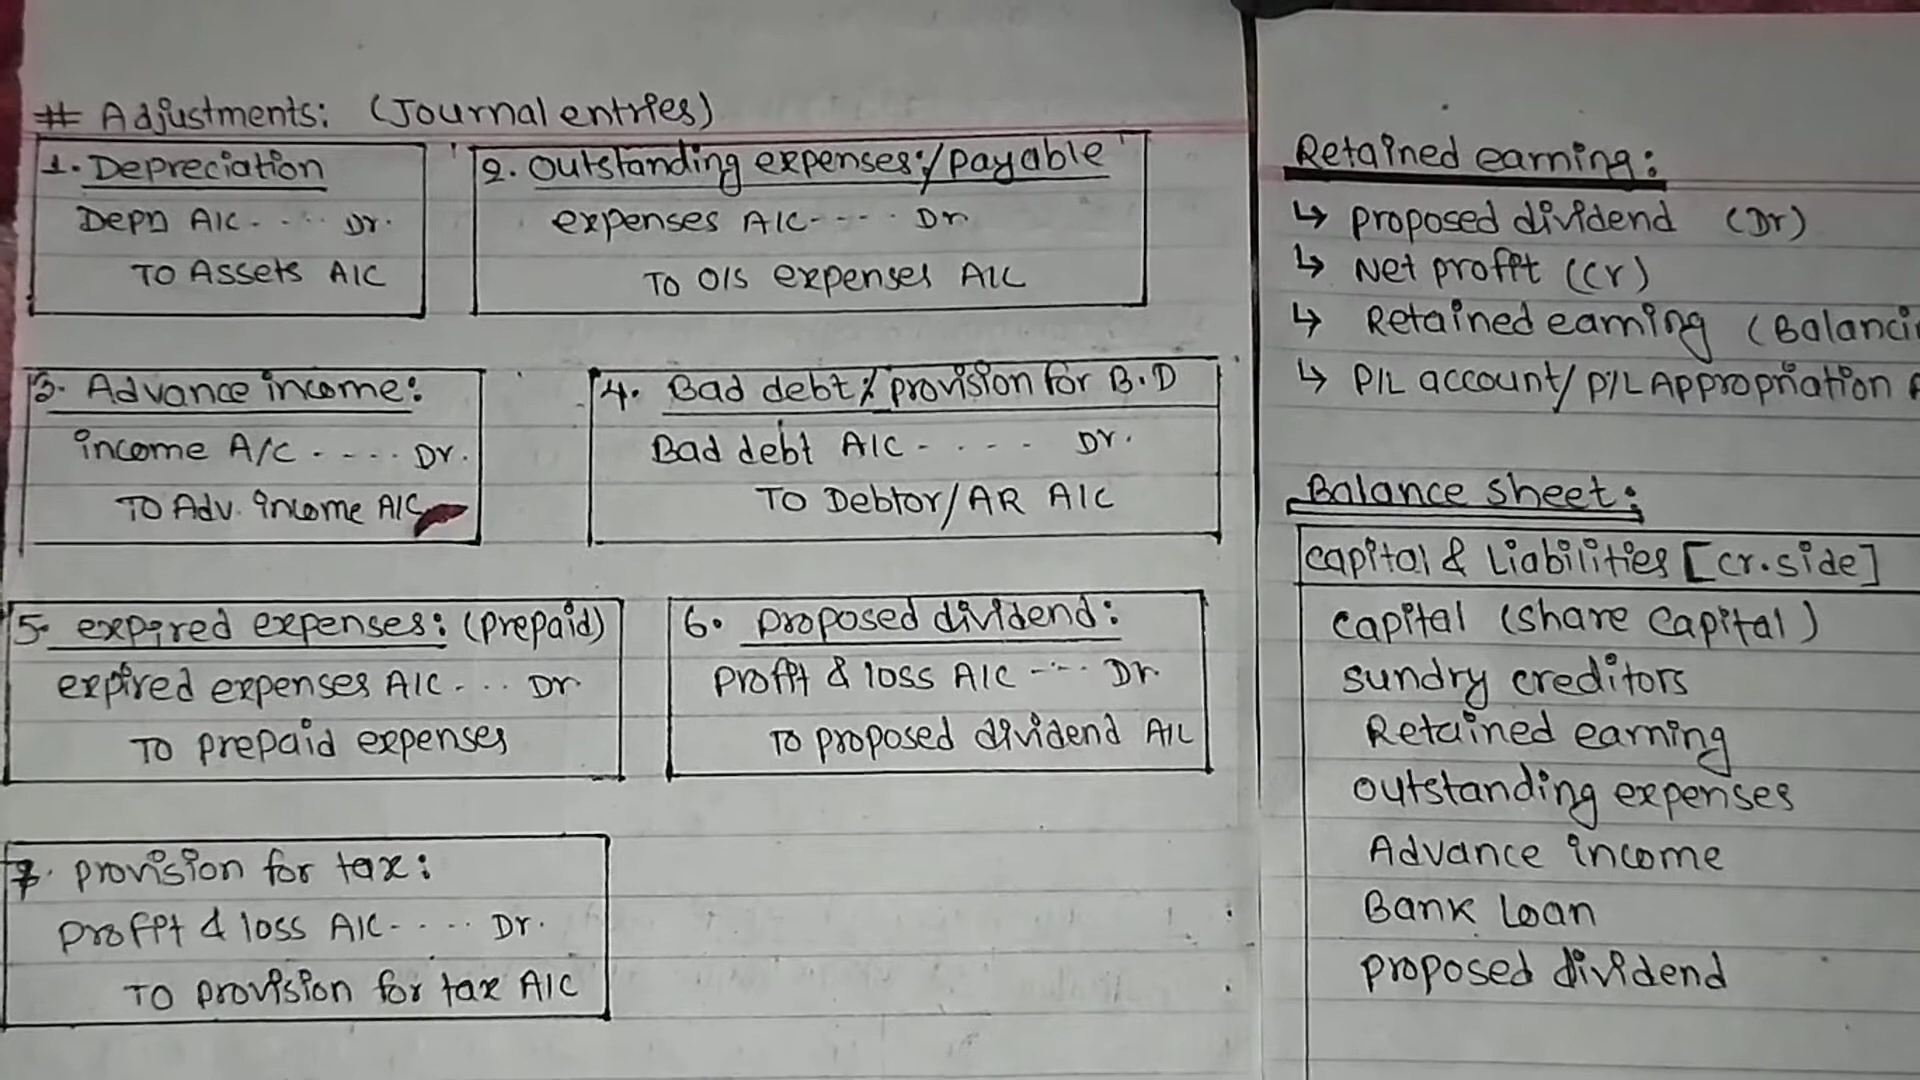 # Adjustments: (Journal entries)
1. Depreciation
Depn A/C - ... Dr.
To Assets A/C
2. Outstanding expenses:/payable
expenses A/C---- Dr.
To O/S expenses A/C
3. Advance income:
income A/C ---- Dr.
To Adv. income A/C
4. Bad debt / provision for B.D
Bad debt A/C - - - - Dr.
To Debtor/AR A/C
5. expired expenses: (prepaid)
expired expenses A/C - .. Dr.
To prepaid expenses
6. proposed dividend:
Profit & loss A/C ---- Dr.
To proposed dividend A/C
7. provision for tax:
Profit & loss A/C - .... Dr.
To provision for tax A/C
Retained earning:
↳ proposed dividend (Dr)
↳ Net profit (cr)
↳ Retained earning (Balanci
↳ P/L account/ P/L Appropriation
Balance sheet:
capital & Liabilities [cr.side]
capital (share capital)
sundry creditors
Retained earning
outstanding expenses
Advance income
Bank Loan
proposed dividend